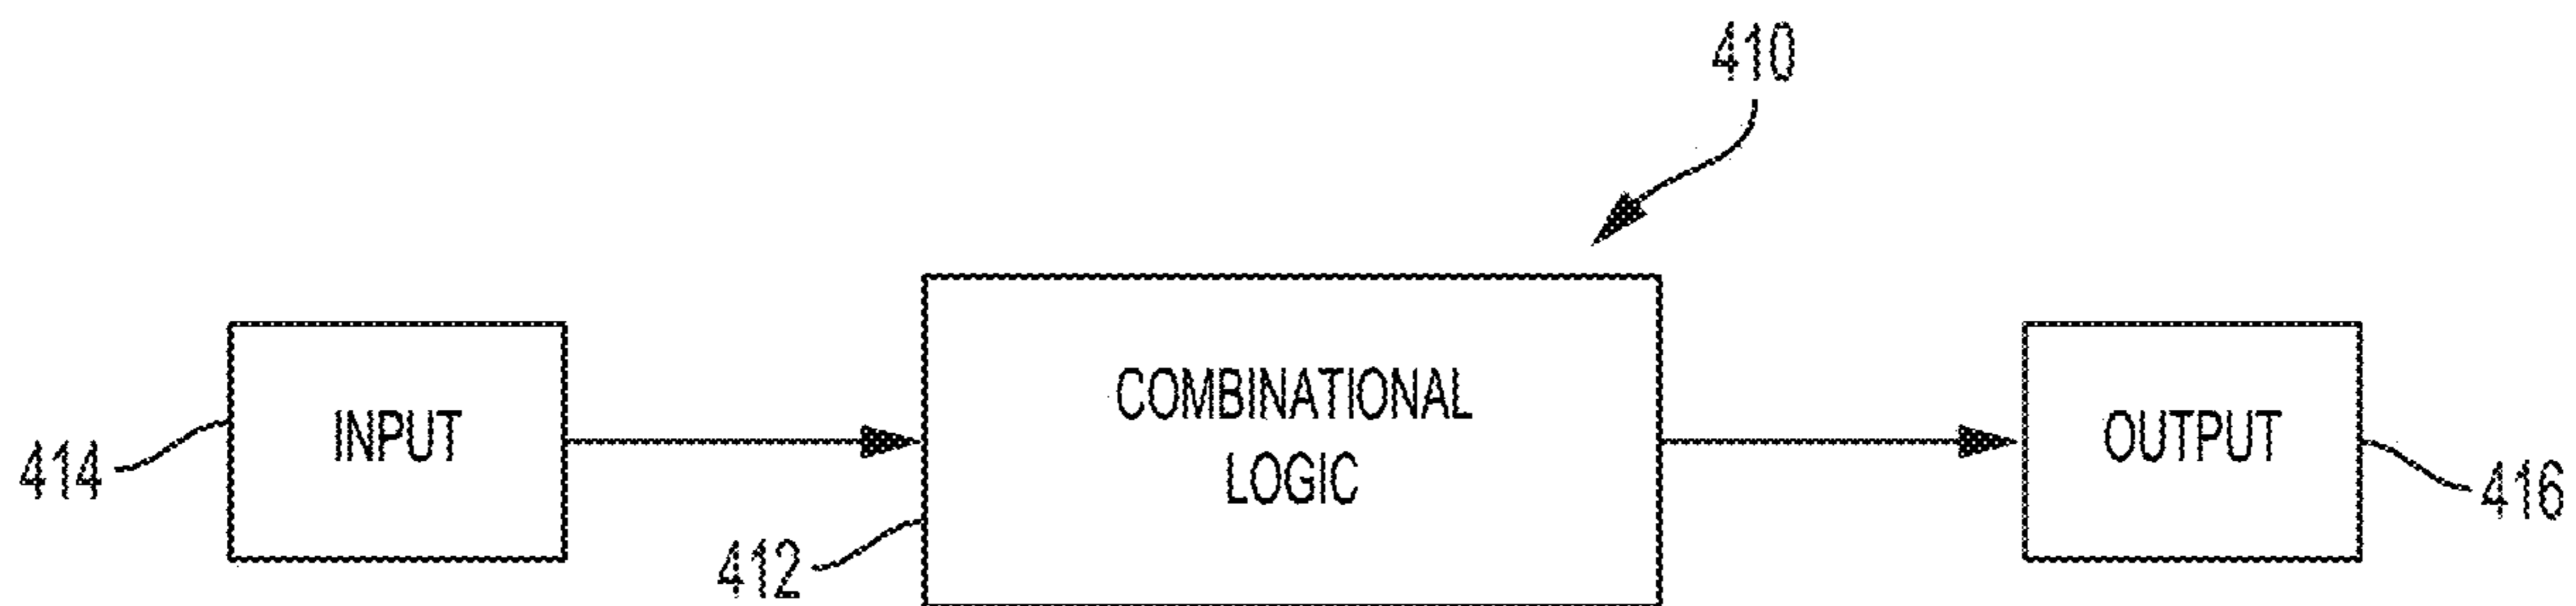 410
414
INPUT
412
COMBINATIONAL
LOGIC
OUTPUT
416